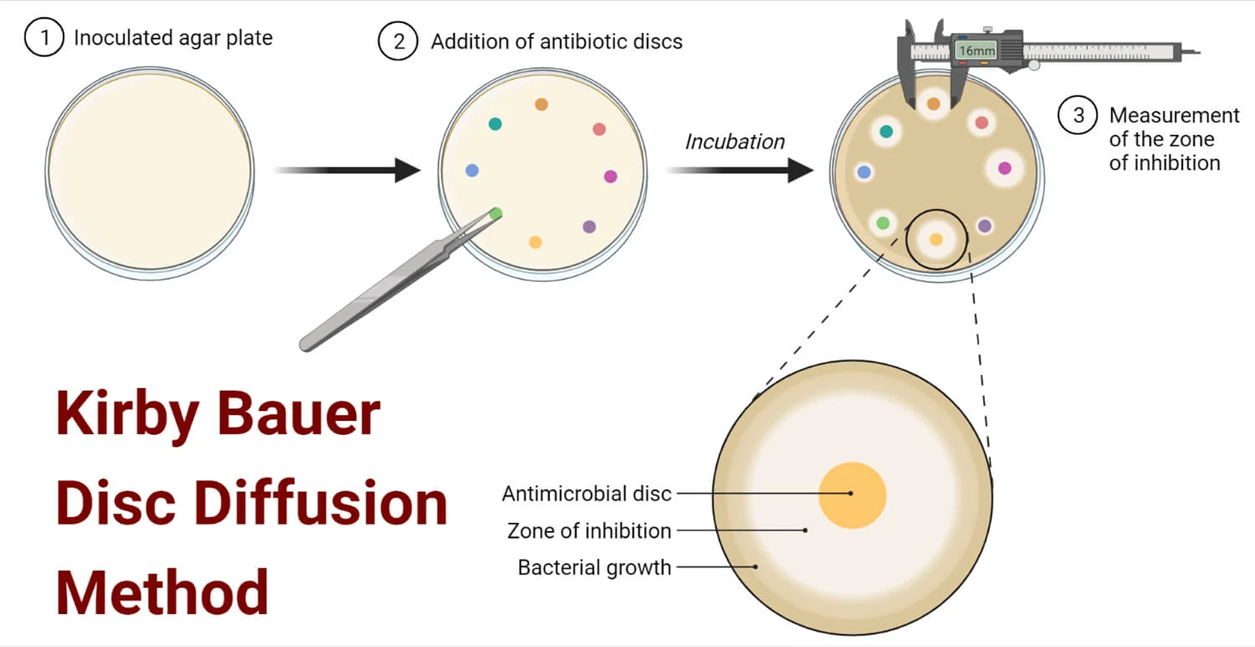 1 Inoculated agar plate
2 Addition of antibiotic discs
Incubation
16mm
3 Measurement
of the zone
of inhibition
Kirby Bauer
Disc Diffusion
Method
Antimicrobial disc
Zone of inhibition
Bacterial growth